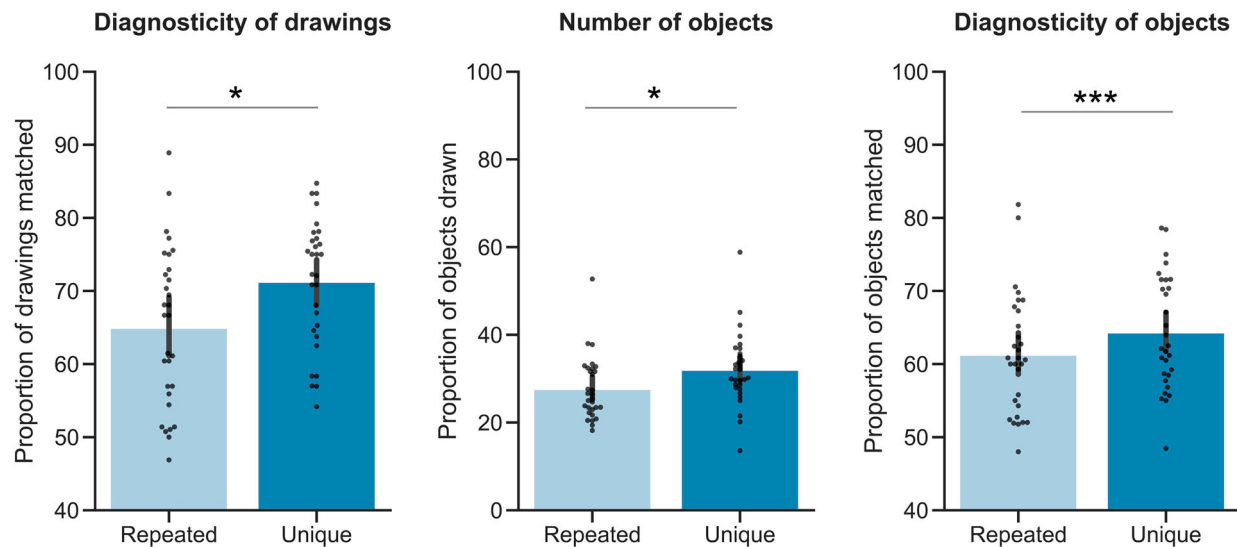 Diagnosticity of drawings
Proportion of drawings matched
100
90
80
70
60
50
40
*
Repeated
Unique
Number of objects
Proportion of objects drawn
100
80
60
40
20
0
*
Repeated
Unique
Diagnosticity of objects
Proportion of objects matched
100
90
80
70
60
50
40
***
Repeated
Unique